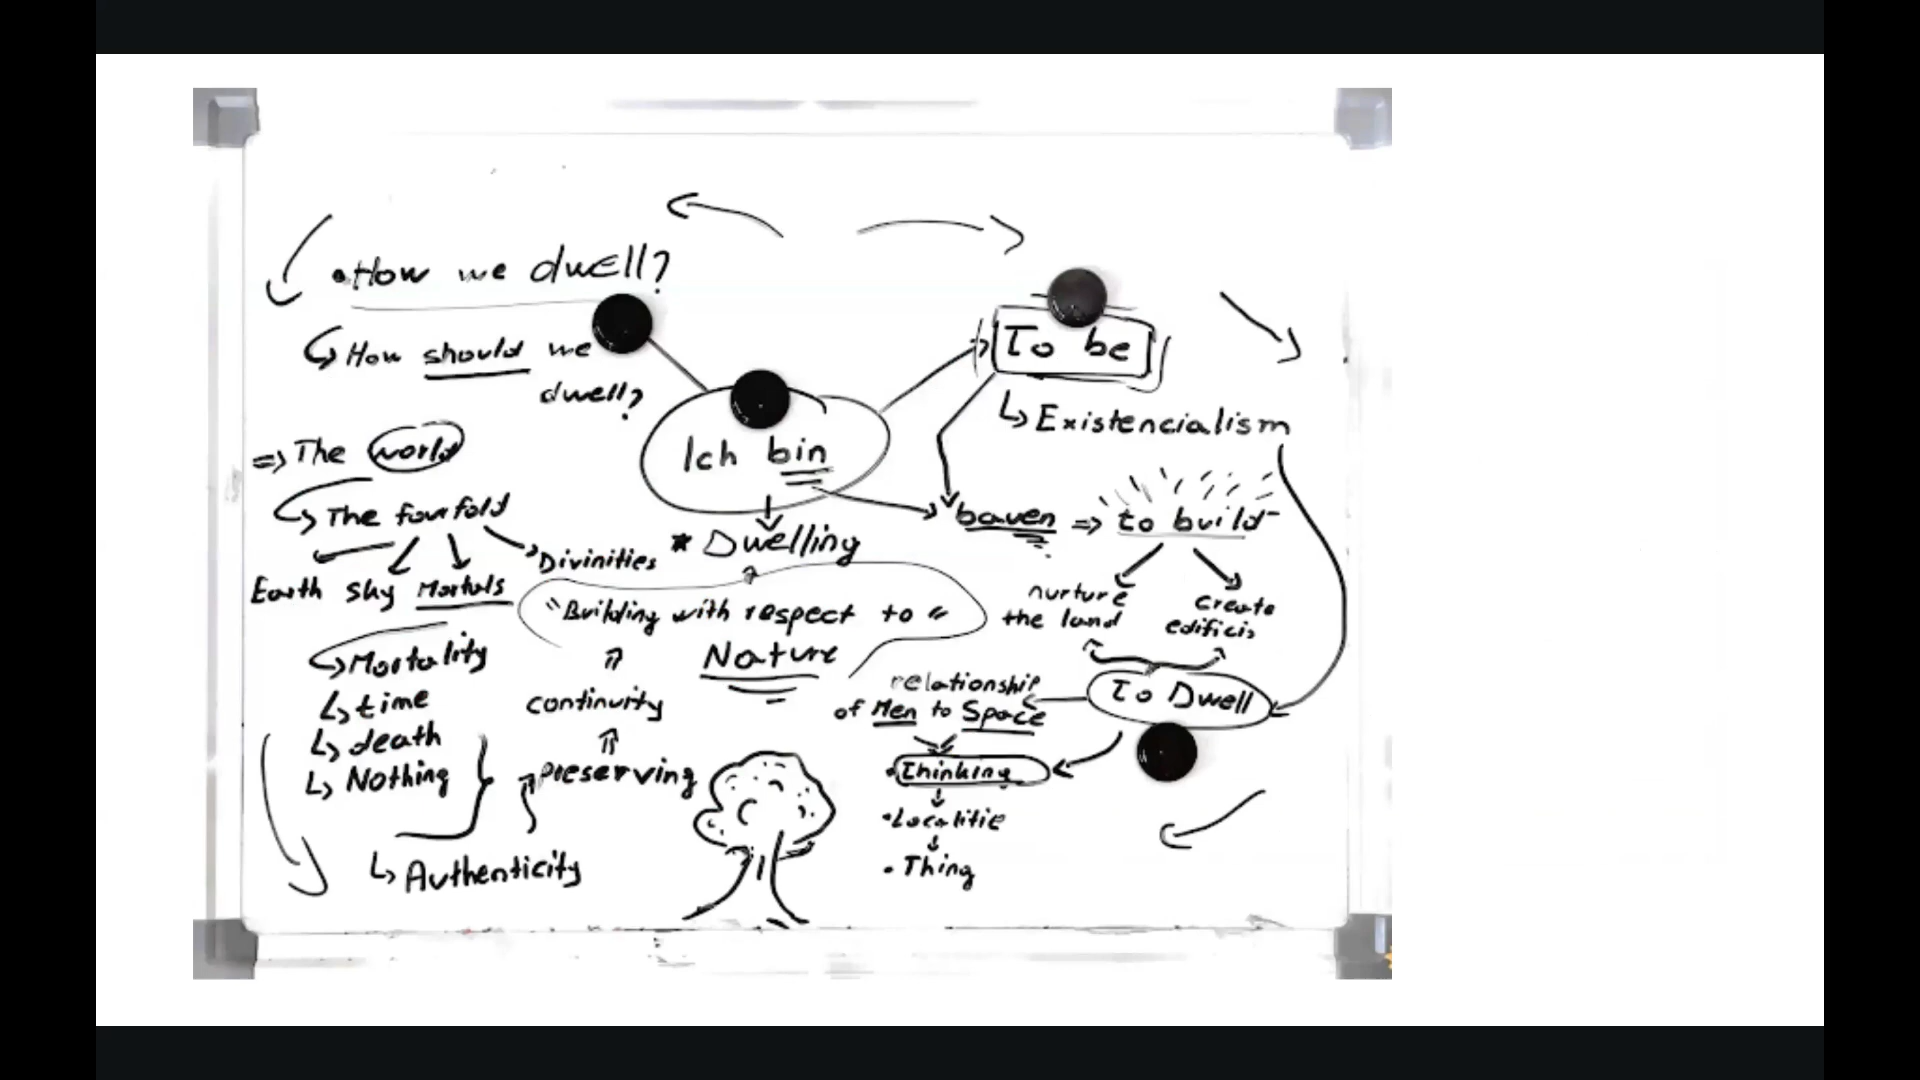 • How we dwell?
How should we
dwell?
=> The world
The fourfold
Earth sky Mortals Divinities
Mortality
time
death
Nothing
Authenticity
preserving
continuity
"Building with respect to "
Nature
* Dwelling
Ich bin
To be
Existencialism
bauen => to build
nurture
the land
create
edificis
To Dwell
relationship
of Men to Space
• Thinking
• Localitie
• Thing